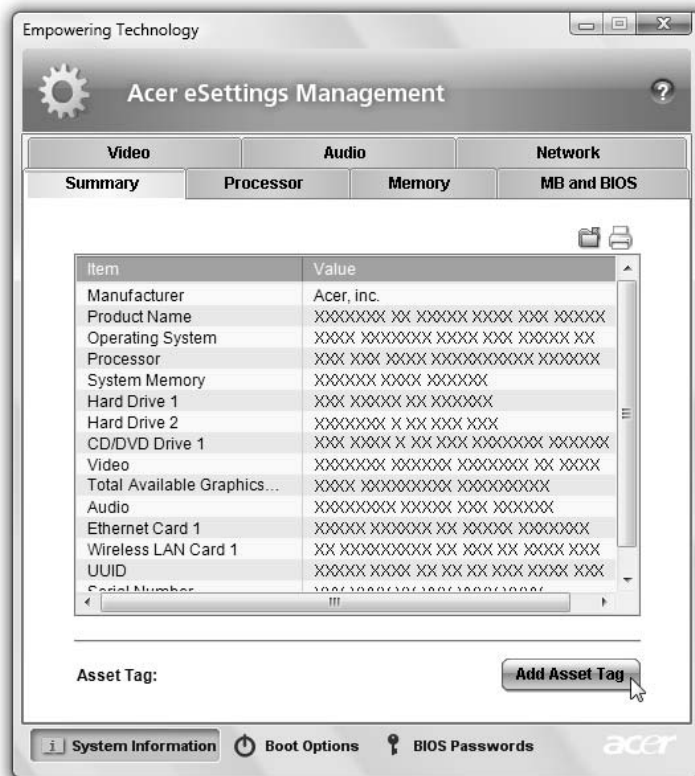 Empowering Technology
Acer eSettings Management
?
Video Audio Network
Summary Processor Memory MB and BIOS
Item Value
Manufacturer Acer, inc.
Product Name XXXXXXX XX XXXXX XXXX XXX XXXXX
Operating System XXXX XXXXXXX XXXX XXX XXXXX XX
Processor XXX XXX XXXX XXXXXXXXXX XXXXXX
System Memory XXXXXX XXXX XXXXXX
Hard Drive 1 XXX XXXXX XX XXXXXX
Hard Drive 2 XXXXXXX X XX XXX XXX
CD/DVD Drive 1 XXX XXXX X XX XXX XXXXXXX XXXXXX
Video XXXXXXX XXXXXX XXXXXXX XX XXXX
Total Available Graphics... XXXX XXXXXXXXX XXXXXXXXX
Audio XXXXXXXX XXXXX XXX XXXXXX
Ethernet Card 1 XXXXX XXXXXX XX XXXXX XXXXXXX
Wireless LAN Card 1 XX XXXXXXXXX XX XXX XX XXXX XXX
UUID XXXXX XXXX XX XX XX XXX XXXX XXX
Serial Number
Asset Tag: Add Asset Tag
i System Information Boot Options BIOS Passwords acer